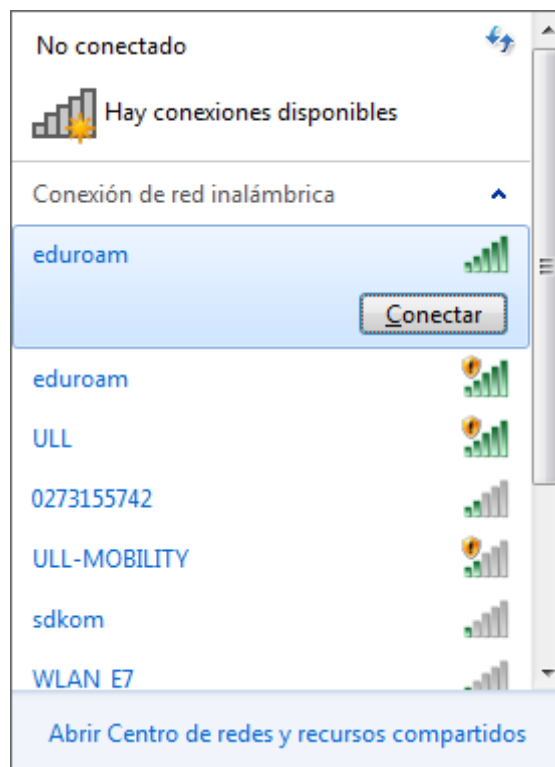 No conectado
Hay conexiones disponibles
Conexión de red inalámbrica
eduroam
Conectar
eduroam
ULL
0273155742
ULL-MOBILITY
sdkom
WLAN_E7
Abrir Centro de redes y recursos compartidos